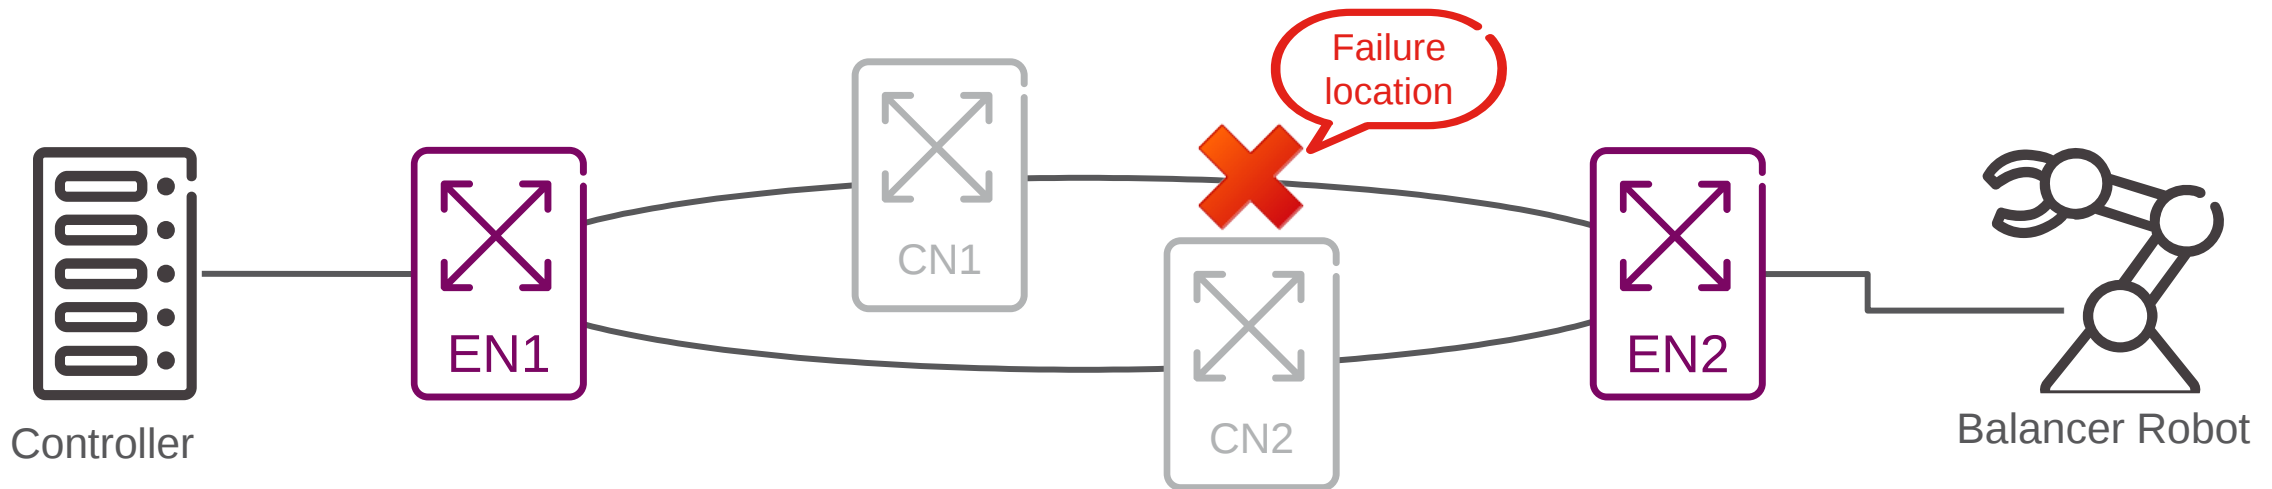 Failure
location
CN1
EN1
EN2
CN2
Controller
Balancer Robot